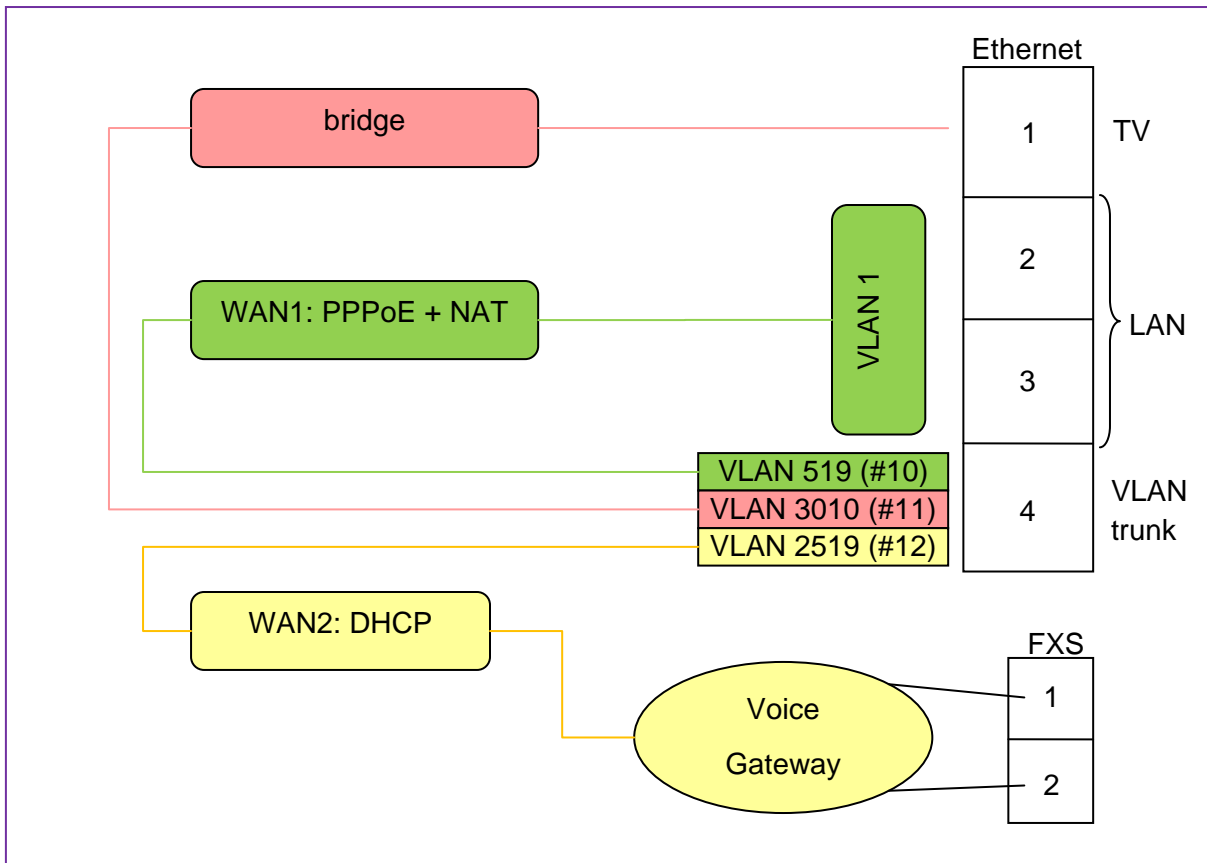 Ethernet
bridge
1
TV
2
VLAN 1
WAN1: PPPoE + NAT
LAN
3
VLAN 519 (#10)
VLAN 3010 (#11)
VLAN 2519 (#12)
4
VLAN
trunk
WAN2: DHCP
FXS
Voice
Gateway
1
2